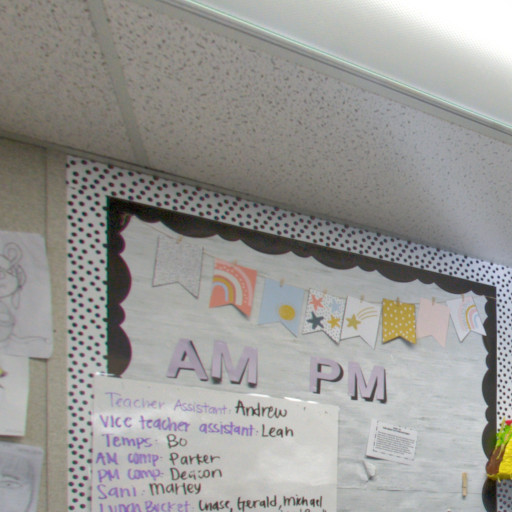 AM PM
Teacher Assistant: Andrew
Vice teacher assistant: Leah
Temps: Bo
AM comp: Parker
PM comp: Deacon
Sani: Marley
Lunch Bucket: Chase, Gerald, Michael